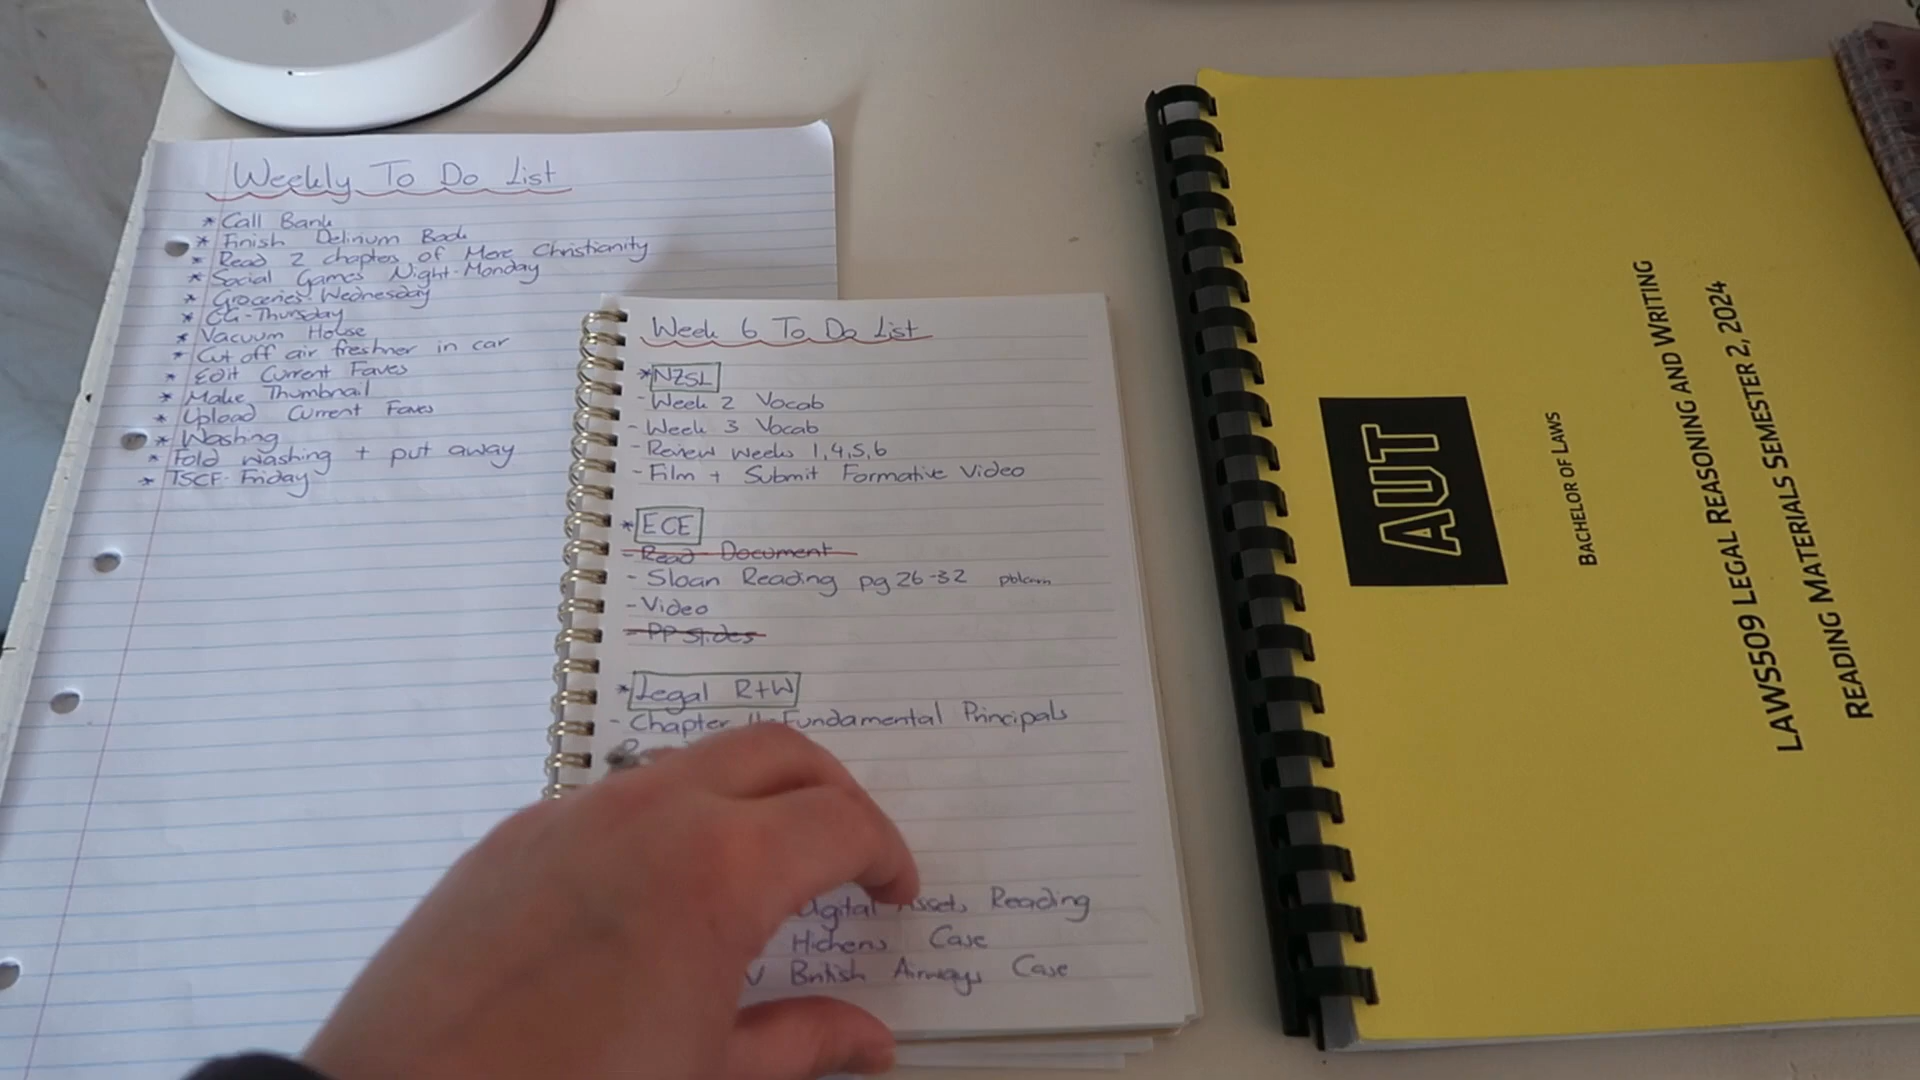 Weekly To Do List
* Call Bank
* Finish Delirium Book
* Read 2 chapters of Mere Christianity
* Social Games Night-Monday
* Groceries-Wednesday
* CG-Thursday
* Vacuum House
* Cut off air freshner in car
* Edit Current Faves
* Make Thumbnail
* Upload Current Faves
* Washing
* Fold washing + put away
* TSCF-Friday
Week 6 To Do List
* NZSL
- Week 2 Vocab
- Week 3 Vocab
- Review weeks 1,4,5,6
- Film + Submit Formative Video
* ECE
- Read Document
- Sloan Reading pg 26-32
- Video
- PP slides
* Legal R+W
- Chapter 11-Fundamental Principals
Digital Assets Reading
Hichens Case
V British Airways Case
AUT
BACHELOR OF LAWS
LAWS509 LEGAL REASONING AND WRITING
READING MATERIALS SEMESTER 2, 2024